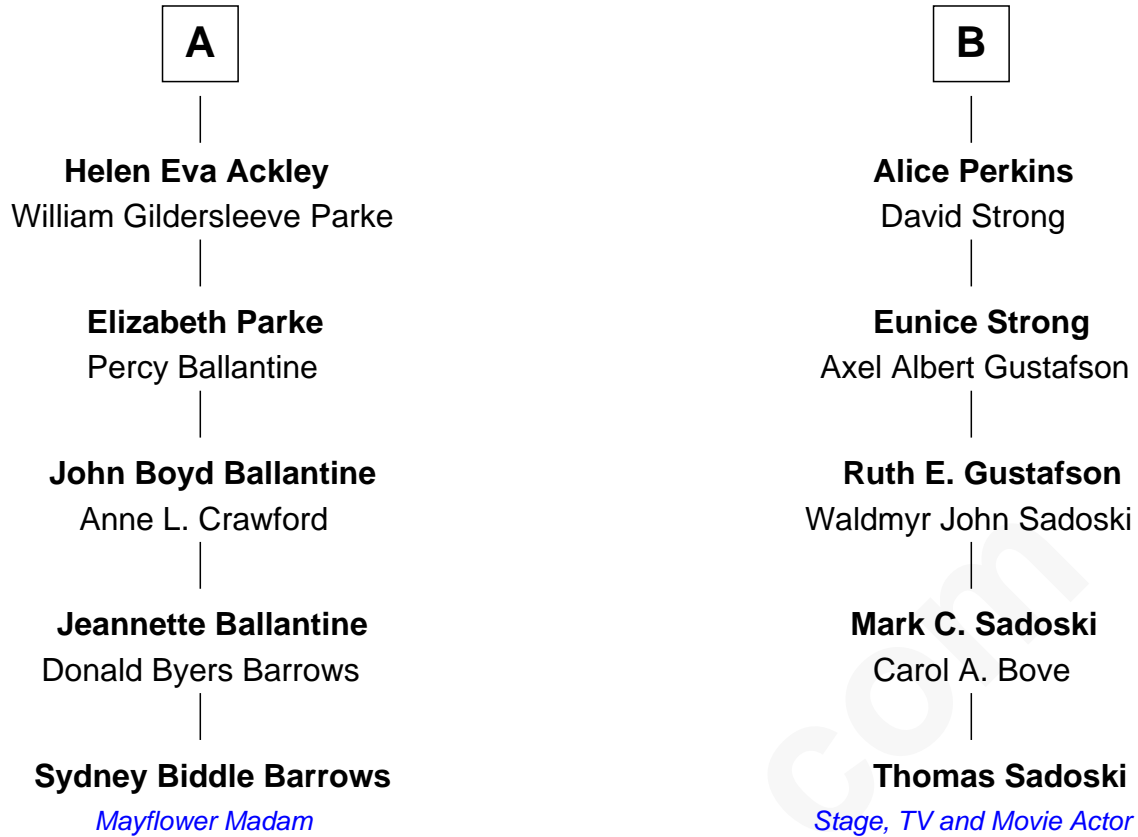 A
Helen Eva Ackley
William Gildersleeve Parke
Elizabeth Parke
Percy Ballantine
John Boyd Ballantine
Anne L. Crawford
Jeannette Ballantine
Donald Byers Barrows
Sydney Biddle Barrows
Mayflower Madam
B
Alice Perkins
David Strong
Eunice Strong
Axel Albert Gustafson
Ruth E. Gustafson
Waldmyr John Sadoski
Mark C. Sadoski
Carol A. Bove
Thomas Sadoski
Stage, TV and Movie Actor
com